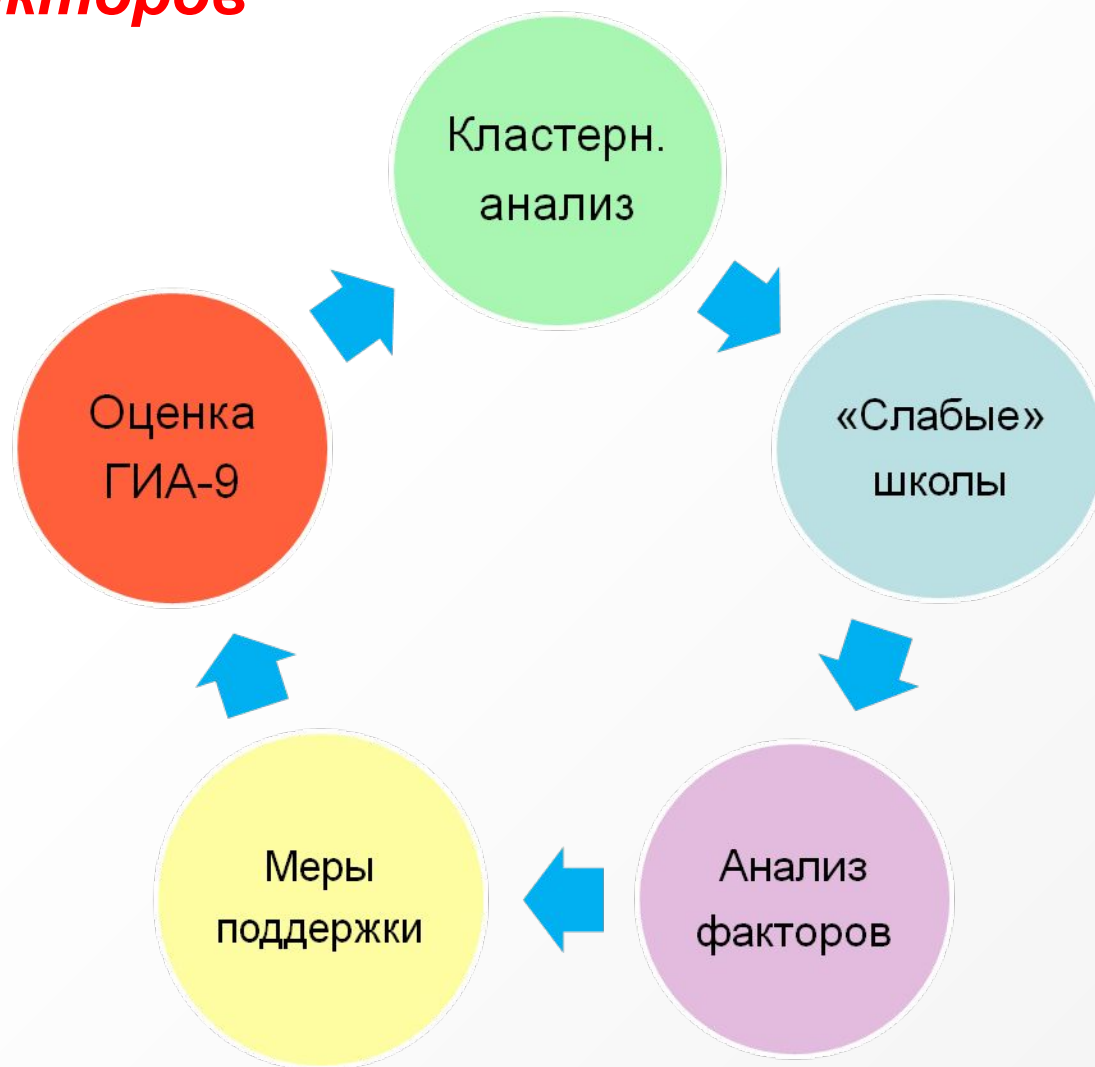 Кластерн.
анализ
«Слабые»
школы
Анализ
факторов
Меры
поддержки
Оценка
ГИА-9